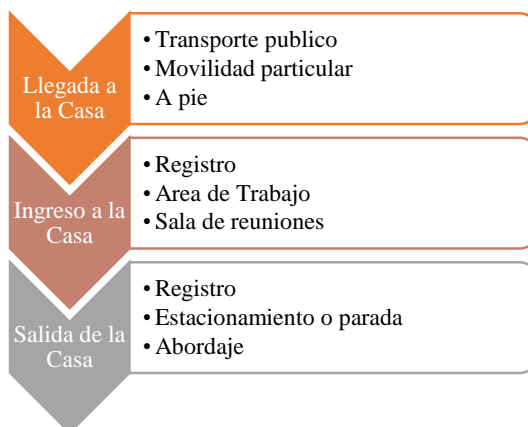 Llegada a
la Casa
• Transporte publico
• Movilidad particular
• A pie
Ingreso a la
Casa
• Registro
• Area de Trabajo
• Sala de reuniones
Salida de la
Casa
• Registro
• Estacionamiento o parada
• Abordaje